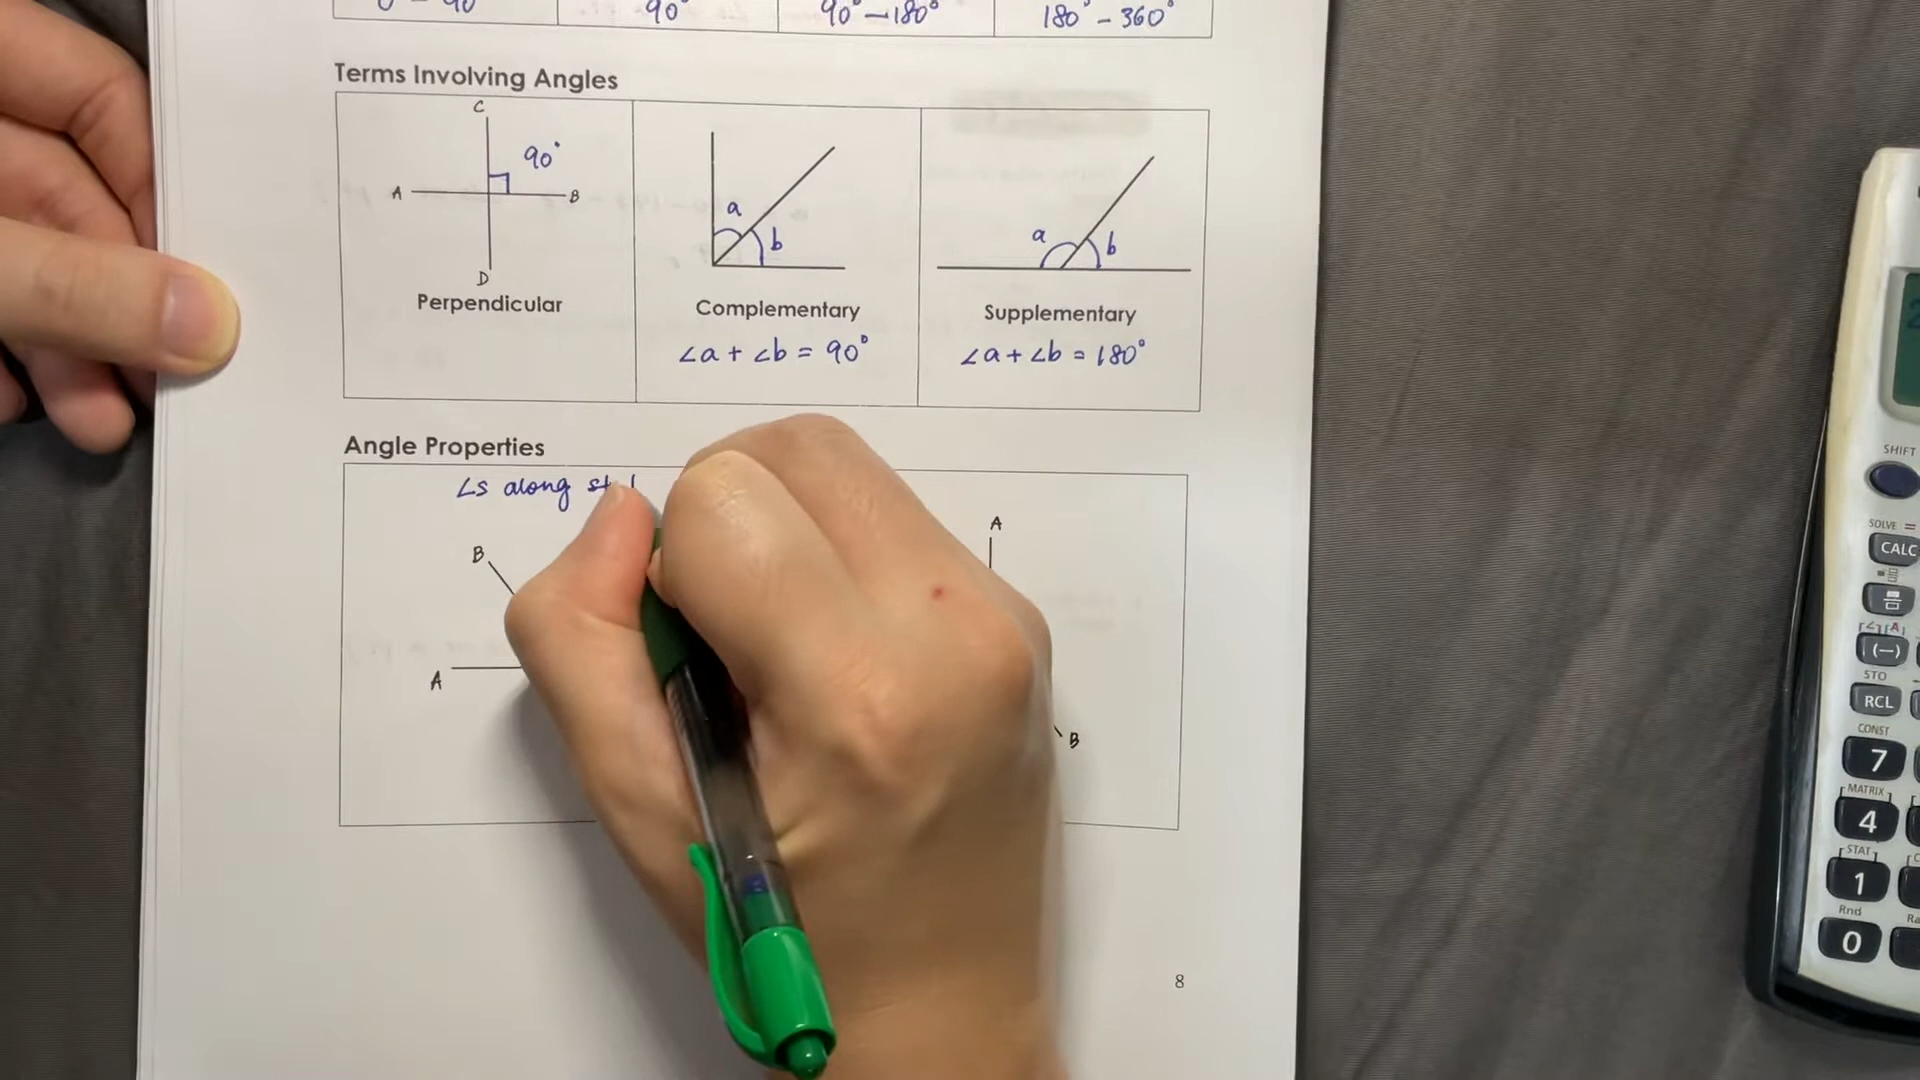 90°
90° - 180°
180° - 360°
Terms Involving Angles
C
90°
A
B
D
Perpendicular
a
b
Complementary
∠a + ∠b = 90°
a
b
Supplementary
∠a + ∠b = 180°
Angle Properties
∠s along
B
A
A
B
8
SHIFT
SOLVE =
CALC
(−)
STO
RCL
CONST
7
MATRIX
4
STAT
1
Rnd
0